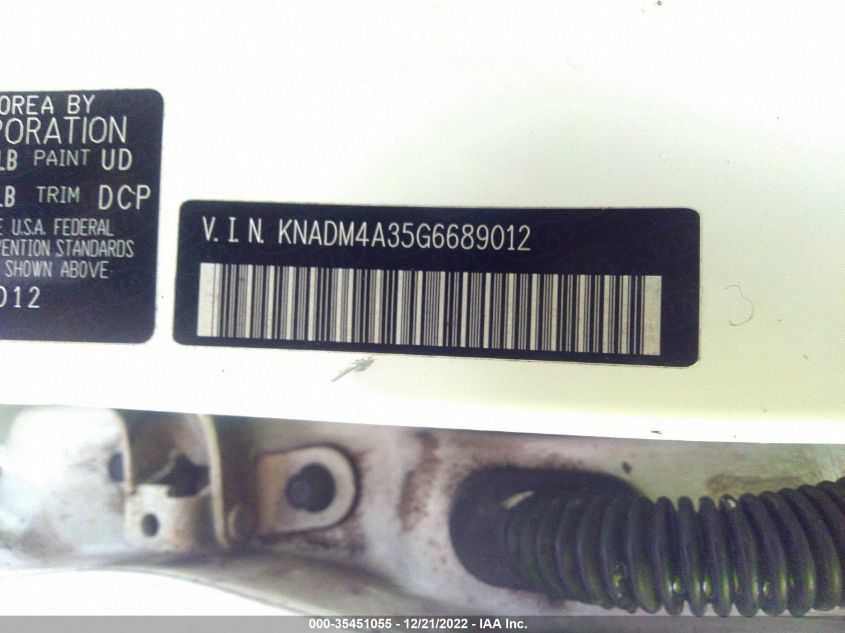 OREA BY
PORATION
LB PAINT UD
LB TRIM DCP
E U.S.A. FEDERAL
VENTION STANDARDS
SHOWN ABOVE
012
V. I. N. KNADM4A35G6689012
000-35451055 - 12/21/2022 - IAA Inc.